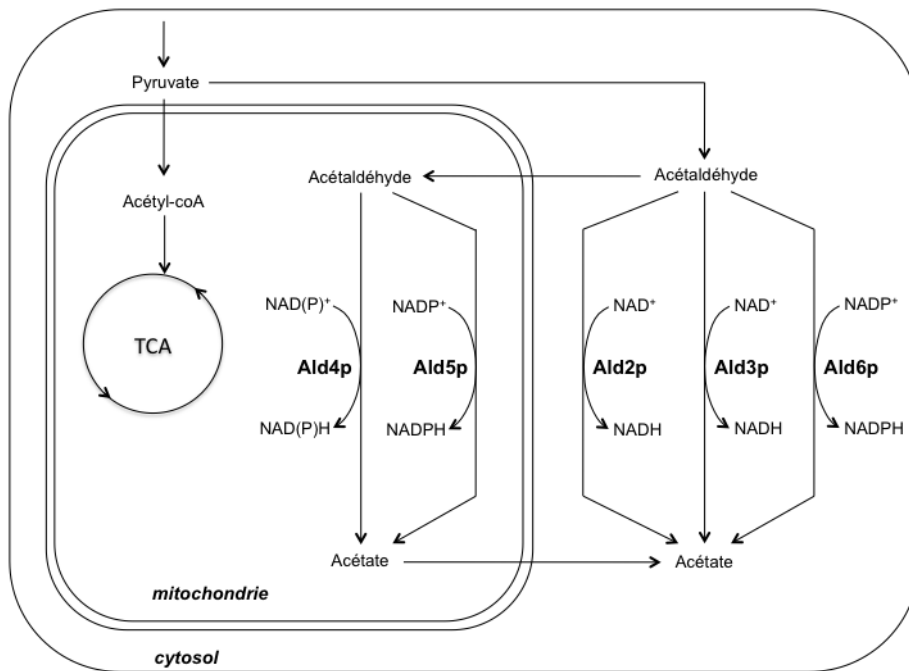 Pyruvate
Acétaldéhyde
Acétaldéhyde
Acétyl-coA
NAD(P)⁺
NADP⁺
NAD⁺
NAD⁺
NADP⁺
TCA
Ald4p
Ald5p
Ald2p
Ald3p
Ald6p
NAD(P)H
NADPH
NADH
NADH
NADPH
Acétate
Acétate
mitochondrie
cytosol